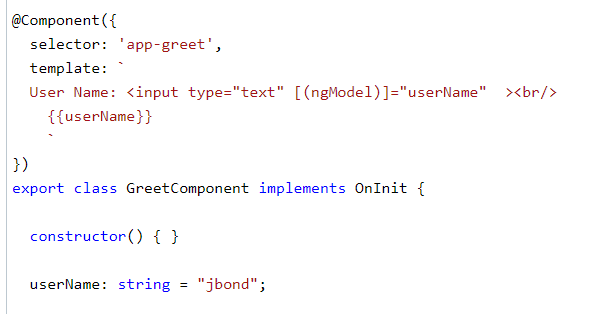 @Component({
  selector: 'app-greet',
  template: `
  User Name: <input type="text" [(ngModel)]="userName"  ><br/>
    {{userName}}
    `
})
export class GreetComponent implements OnInit {
  constructor() { }
  userName: string = "jbond";